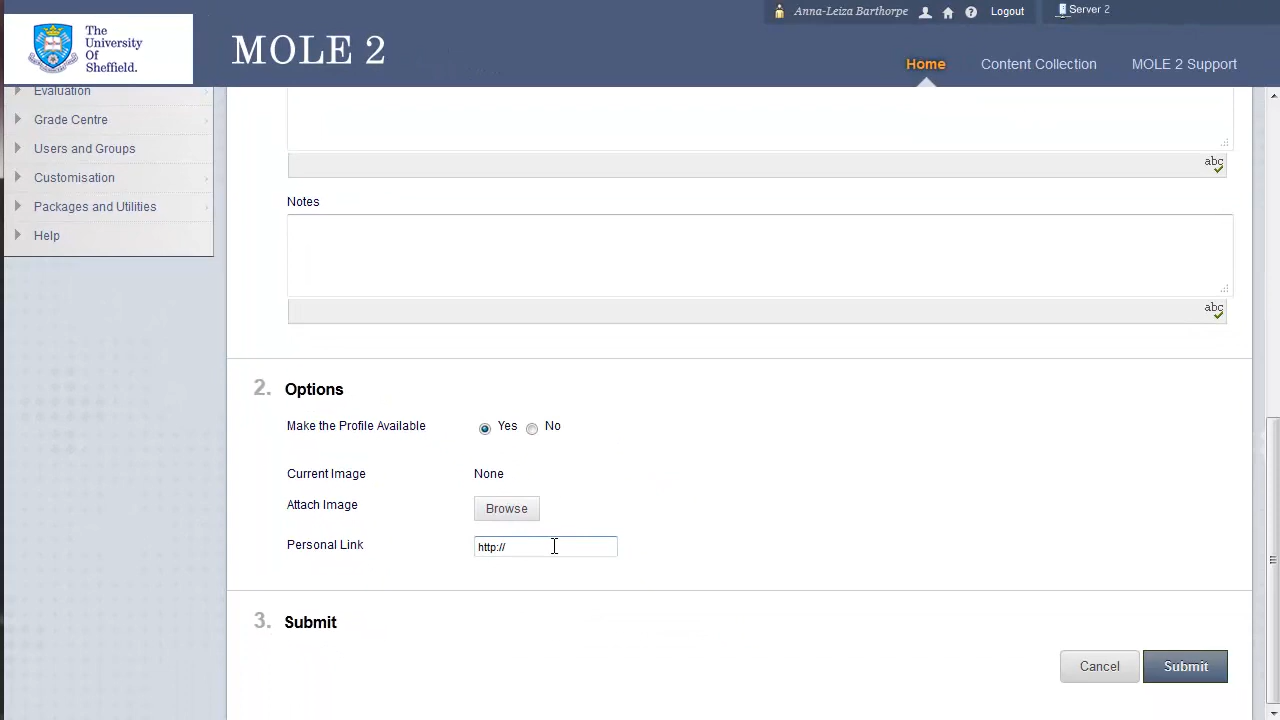 Anna-Leiza Barthorpe Logout Server 2
The
University
Of
Sheffield.
MOLE 2
Home Content Collection MOLE 2 Support
Evaluation
Grade Centre
Users and Groups
Customisation
Packages and Utilities
Help
abc
Notes
abc
2. Options
Make the Profile Available Yes No
Current Image None
Attach Image Browse
Personal Link http://
3. Submit
Cancel Submit